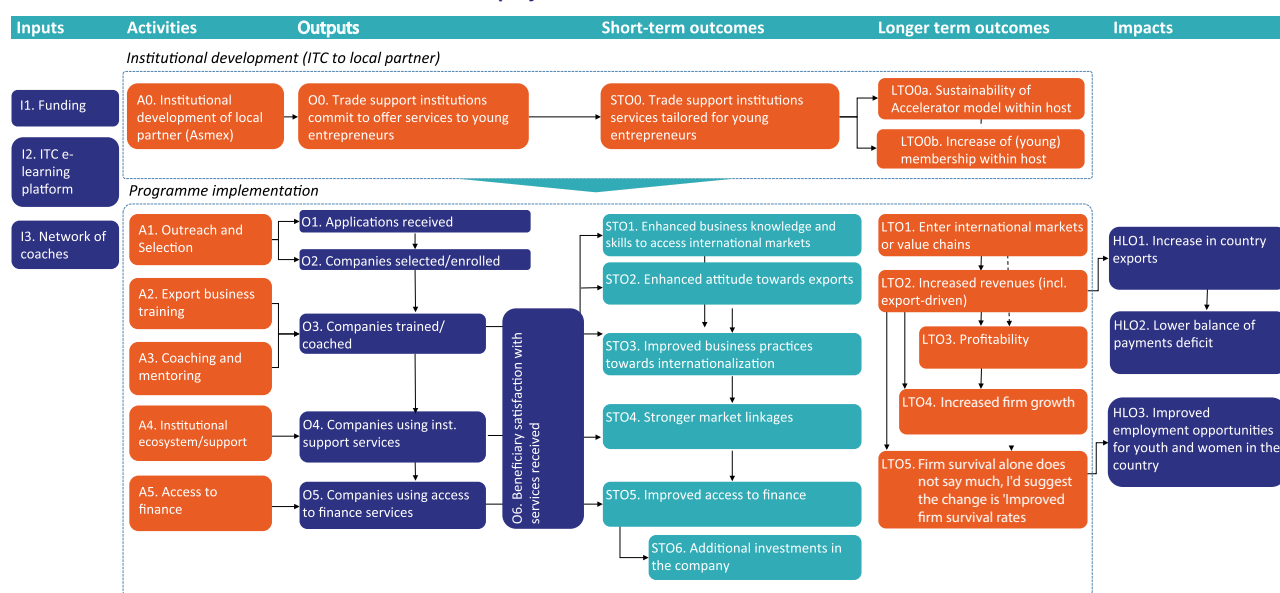 Inputs
Activities
Outputs
Short-term outcomes
Longer term outcomes
Impacts
Institutional development (ITC to local partner)
I1. Funding
I2. ITC e-
learning
platform
I3. Network of
coaches
A0. Institutional
development of local
partner (Asmex)
O0. Trade support institutions
commit to offer services to young
entrepreneurs
STO0. Trade support institutions
services tailored for young
entrepreneurs
LTO0a. Sustainability of
Accelerator model within host
LTO0b. Increase of (young)
membership within host
Programme implementation
A1. Outreach and
Selection
A2. Export business
training
A3. Coaching and
mentoring
A4. Institutional
ecosystem/support
A5. Access to
finance
O1. Applications received
O2. Companies selected/enrolled
O3. Companies trained/
coached
O4. Companies using inst.
support services
O5. Companies using access
to finance services
O6. Beneficiary satisfaction with
services received
STO1. Enhanced business knowledge and
skills to access international markets
STO2. Enhanced attitude towards exports
STO3. Improved business practices
towards internationalization
STO4. Stronger market linkages
STO5. Improved access to finance
STO6. Additional investments in
the company
LTO1. Enter international markets
or value chains
LTO2. Increased revenues (incl.
export-driven)
LTO3. Profitability
LTO4. Increased firm growth
LTO5. Firm survival alone does
not say much, I'd suggest
the change is 'Improved
firm survival rates
HLO1. Increase in country
exports
HLO2. Lower balance of
payments deficit
HLO3. Improved
employment opportunities
for youth and women in the
country